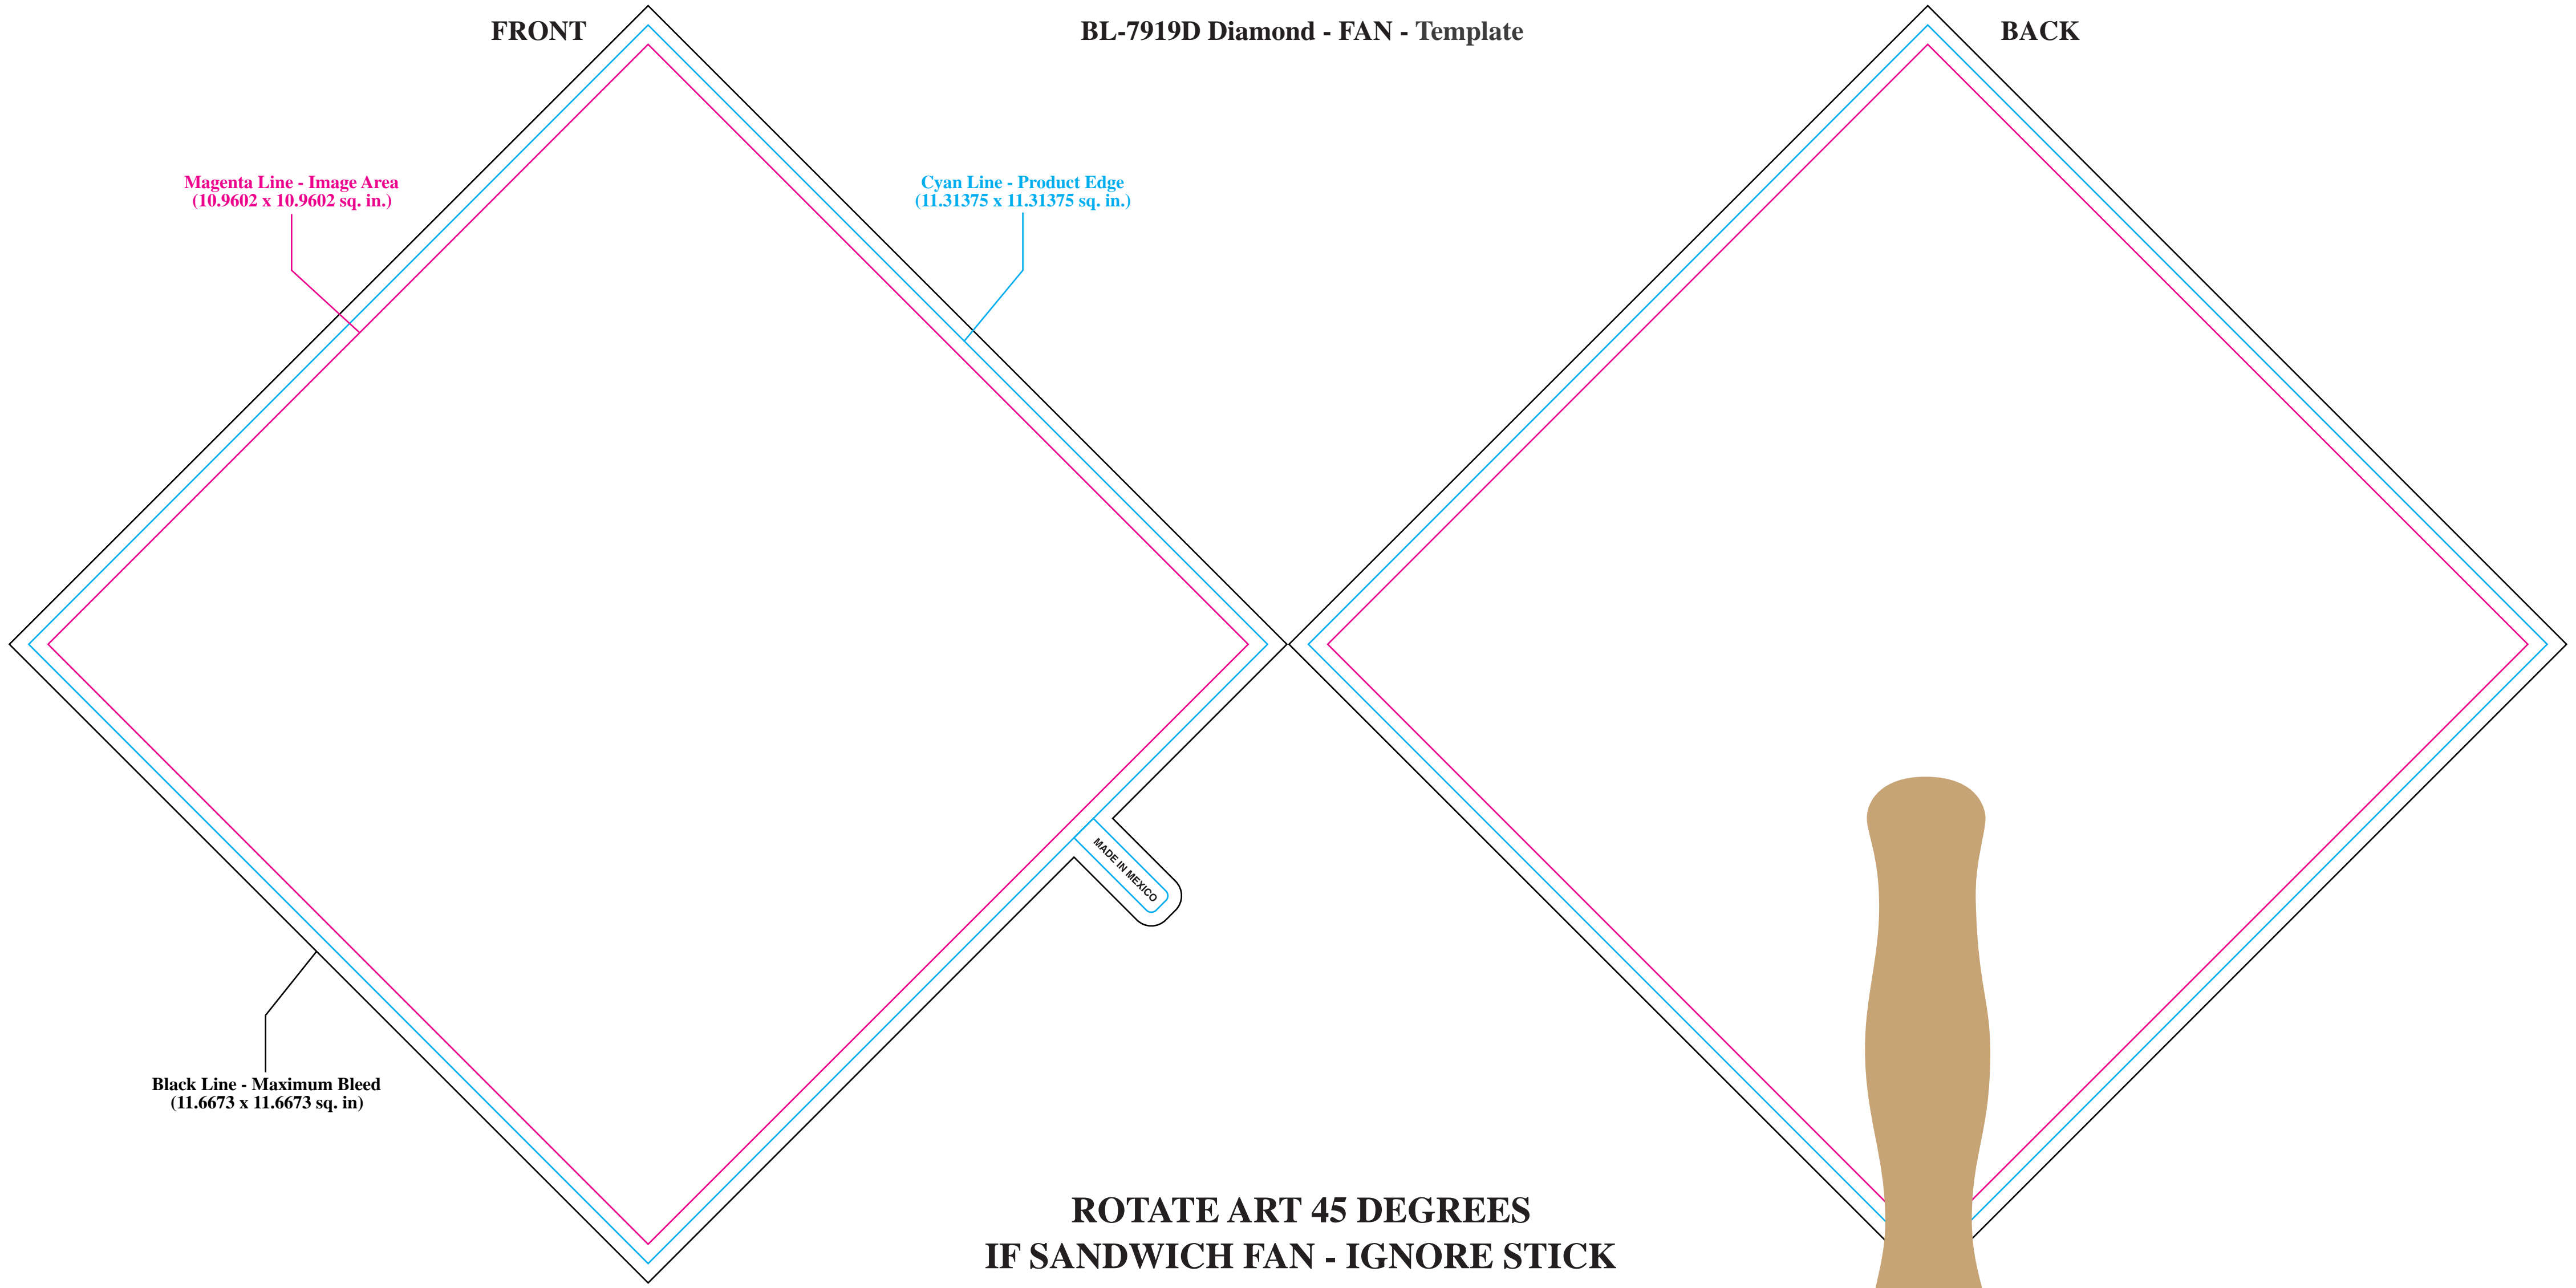 FRONT
BL-7919D Diamond - FAN - Template
BACK
Magenta Line - Image Area
(10.9602 x 10.9602 sq. in.)
Cyan Line - Product Edge
(11.31375 x 11.31375 sq. in.)
MADE IN MEXICO
Black Line - Maximum Bleed
(11.6673 x 11.6673 sq. in)
ROTATE ART 45 DEGREES
IF SANDWICH FAN - IGNORE STICK